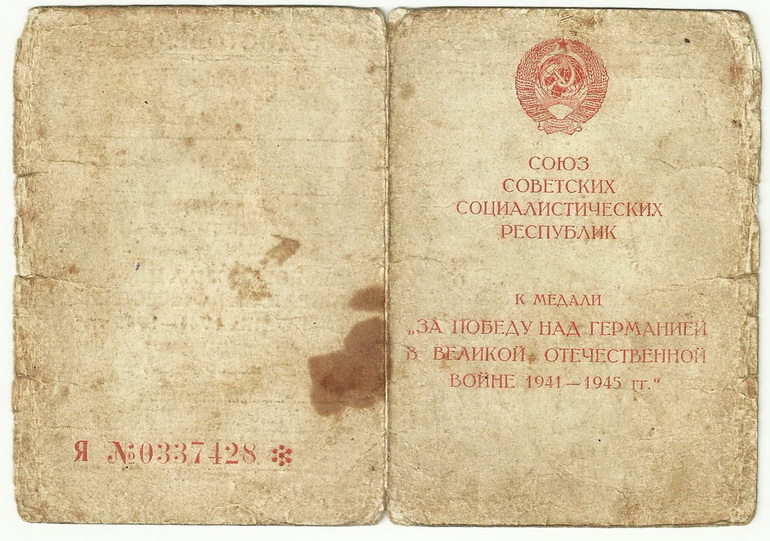 Я №0337428
СОЮЗ
СОВЕТСКИХ
СОЦИАЛИСТИЧЕСКИХ
РЕСПУБЛИК
К МЕДАЛИ
„ЗА ПОБЕДУ НАД ГЕРМАНИЕЙ
В ВЕЛИКОЙ ОТЕЧЕСТВЕННОЙ
ВОЙНЕ 1941—1945 гг.“